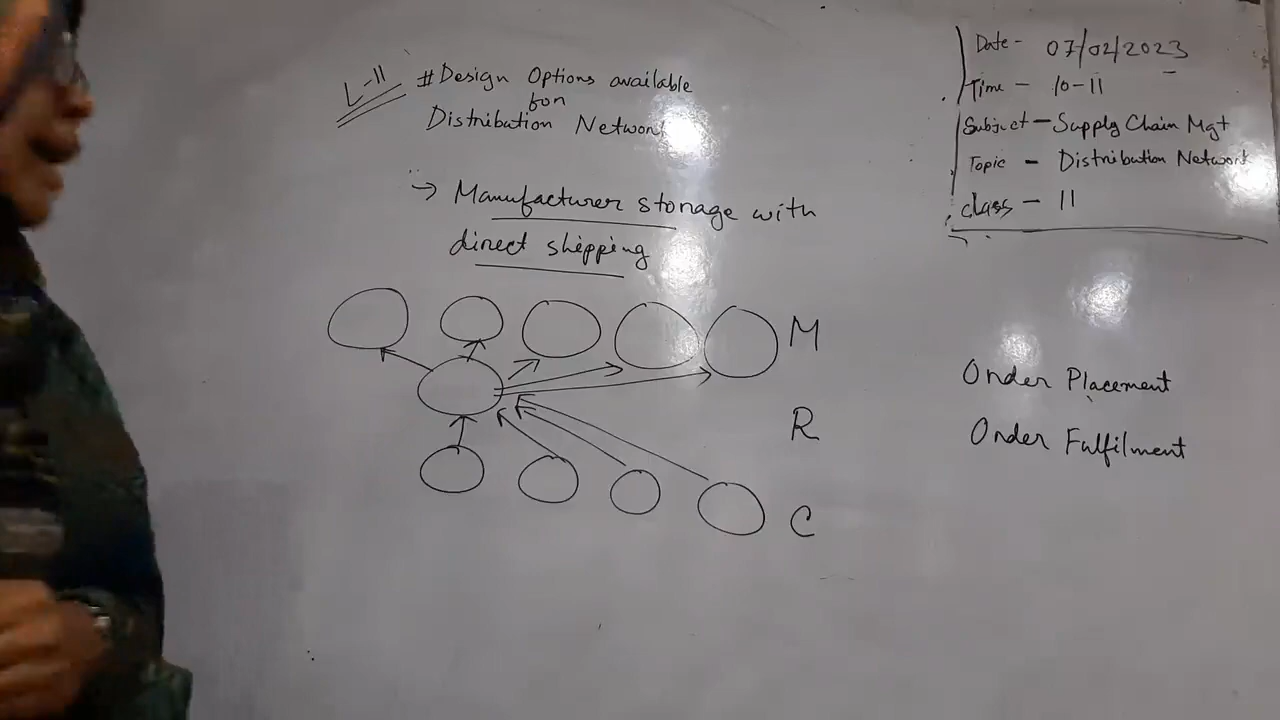 L-11
# Design Options available
for
Distribution Network
→ Manufacturer storage with
direct shipping
M
R
C
Date - 07/02/2023
Time - 10-11
Subject - Supply Chain Mgt
Topic - Distribution Network
class - 11
Order Placement
Order Fulfilment